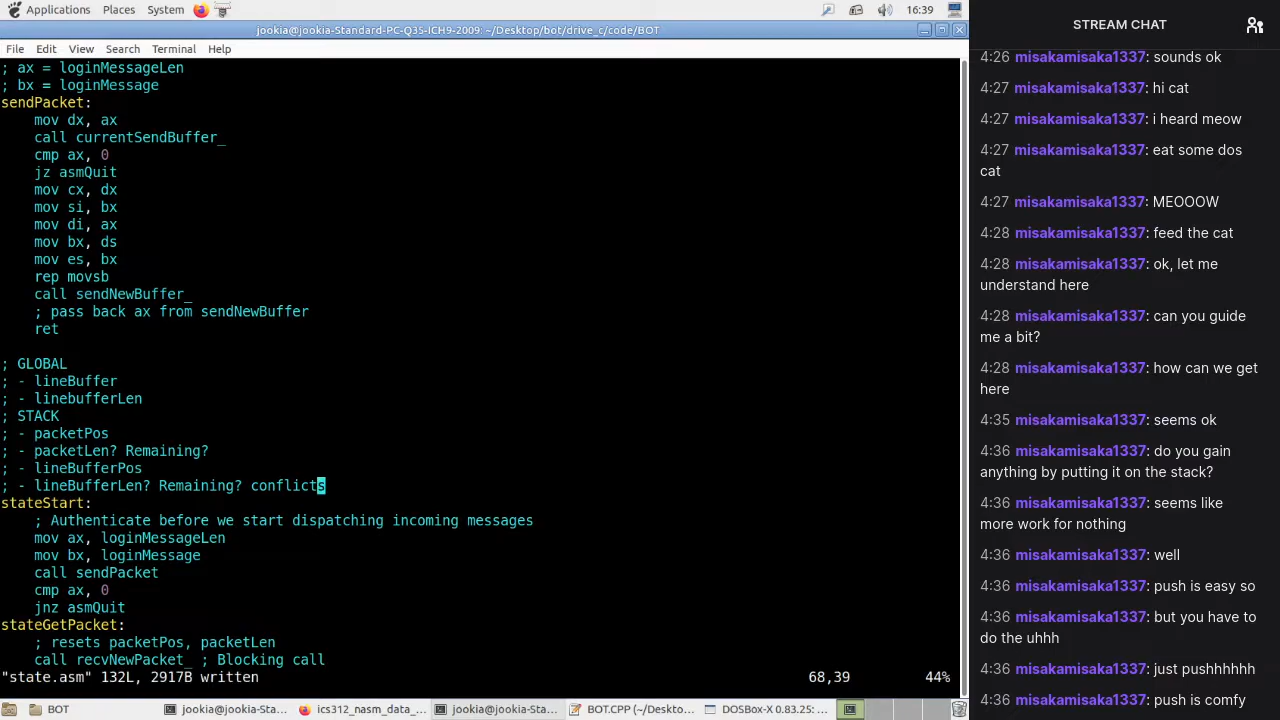 Applications Places System 16:39
jookia@jookia-Standard-PC-Q35-ICH9-2009: ~/Desktop/bot/drive_c/code/BOT
File Edit View Search Terminal Help
; ax = loginMessageLen
; bx = loginMessage
sendPacket:
mov dx, ax
call currentSendBuffer_
cmp ax, 0
jz asmQuit
mov cx, dx
mov si, bx
mov di, ax
mov bx, ds
mov es, bx
rep movsb
call sendNewBuffer_
; pass back ax from sendNewBuffer
ret
; GLOBAL
; - lineBuffer
; - linebufferLen
; STACK
; - packetPos
; - packetLen? Remaining?
; - lineBufferPos
; - lineBufferLen? Remaining? conflicts
stateStart:
; Authenticate before we start dispatching incoming messages
mov ax, loginMessageLen
mov bx, loginMessage
call sendPacket
cmp ax, 0
jnz asmQuit
stateGetPacket:
; resets packetPos, packetLen
call recvNewPacket_ ; Blocking call
"state.asm" 132L, 2917B written 68,39 44%
BOT jookia@jookia-Sta... ics312_nasm_data_... jookia@jookia-Sta... BOT.CPP (~/Deskto... DOSBox-X 0.83.25: ...
STREAM CHAT
4:26 misakamisaka1337: sounds ok
4:27 misakamisaka1337: hi cat
4:27 misakamisaka1337: i heard meow
4:27 misakamisaka1337: eat some dos
cat
4:27 misakamisaka1337: MEOOOW
4:28 misakamisaka1337: feed the cat
4:28 misakamisaka1337: ok, let me
understand here
4:28 misakamisaka1337: can you guide
me a bit?
4:28 misakamisaka1337: how can we get
here
4:35 misakamisaka1337: seems ok
4:36 misakamisaka1337: do you gain
anything by putting it on the stack?
4:36 misakamisaka1337: seems like
more work for nothing
4:36 misakamisaka1337: well
4:36 misakamisaka1337: push is easy so
4:36 misakamisaka1337: but you have to
do the uhhh
4:36 misakamisaka1337: just pushhhhhh
4:36 misakamisaka1337: push is comfy